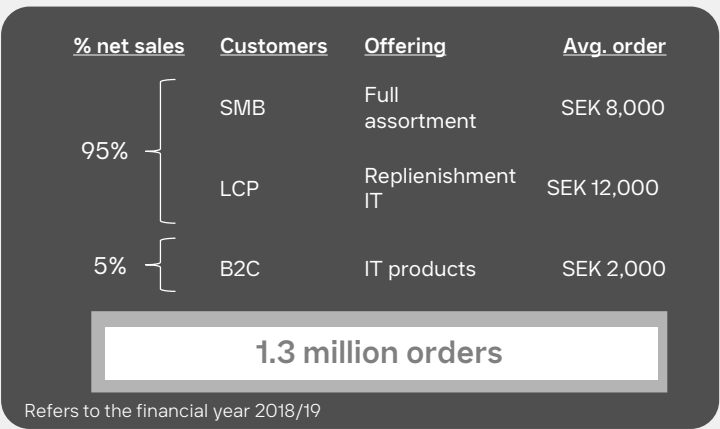 % net sales Customers Offering Avg. order
SMB Full
assortment SEK 8,000
95%
LCP Replienishment
IT SEK 12,000
5% B2C IT products SEK 2,000
1.3 million orders
Refers to the financial year 2018/19